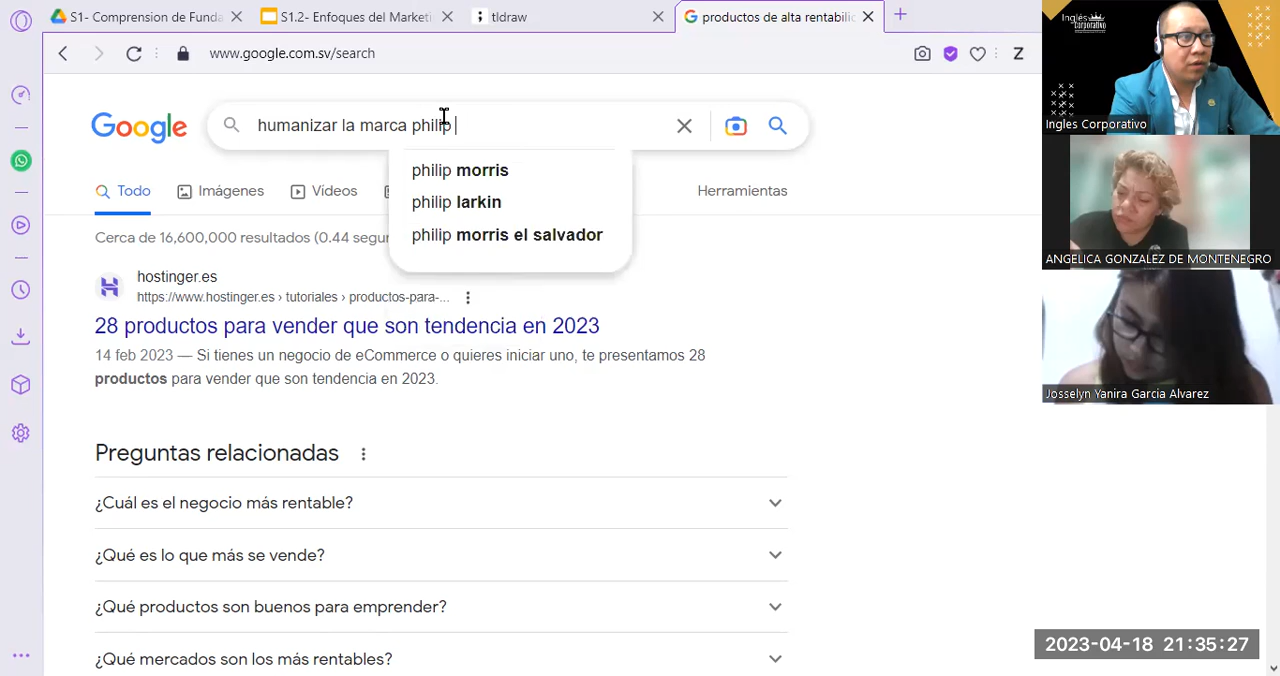 S1- Comprension de Funda
S1.2- Enfoques del Marketi
tldraw
productos de alta rentabilid
www.google.com.sv/search
Z
Google
humanizar la marca philip
philip morris
philip larkin
philip morris el salvador
Todo
Imágenes
Videos
Herramientas
Cerca de 16,600,000 resultados (0.44 segun
hostinger.es
https://www.hostinger.es › tutoriales › productos-para-...
28 productos para vender que son tendencia en 2023
14 feb 2023 — Si tienes un negocio de eCommerce o quieres iniciar uno, te presentamos 28
productos para vender que son tendencia en 2023.
Preguntas relacionadas
¿Cuál es el negocio más rentable?
¿Qué es lo que más se vende?
¿Qué productos son buenos para emprender?
¿Qué mercados son los más rentables?
Inglés
Corporativo
Ingles Corporativo
ANGELICA GONZALEZ DE MONTENEGRO
Josselyn Yanira Garcia Alvarez
2023-04-18 21:35:27